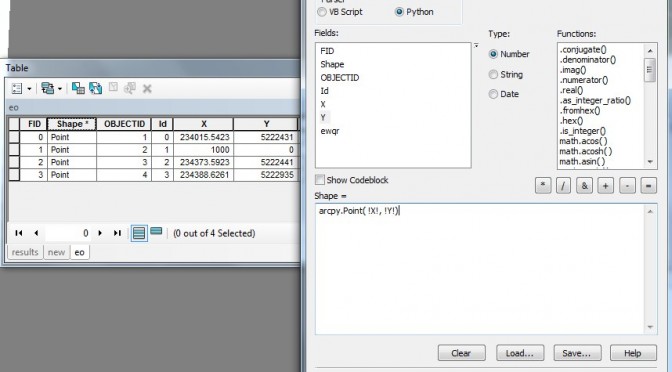 Parser
VB Script
Python
Fields:
Type:
Functions:
FID
Shape
OBJECTID
Id
X
Y
ewqr
Number
String
Date
.conjugate()
.denominator()
.imag()
.numerator()
.real()
.as_integer_ratio()
.fromhex()
.hex()
.is_integer()
math.acos( )
math.acosh( )
math.asin( )
Show Codeblock
* / & + - =
Shape =
arcpy.Point( !X!, !Y!)
Clear Load... Save... Help
Table
eo
FID Shape * OBJECTID Id X Y
0 Point 1 0 234015.5423 5222431
1 Point 2 1 1000 0
2 Point 3 2 234373.5923 5222441
3 Point 4 3 234388.6261 5222935
0 (0 out of 4 Selected)
results new eo